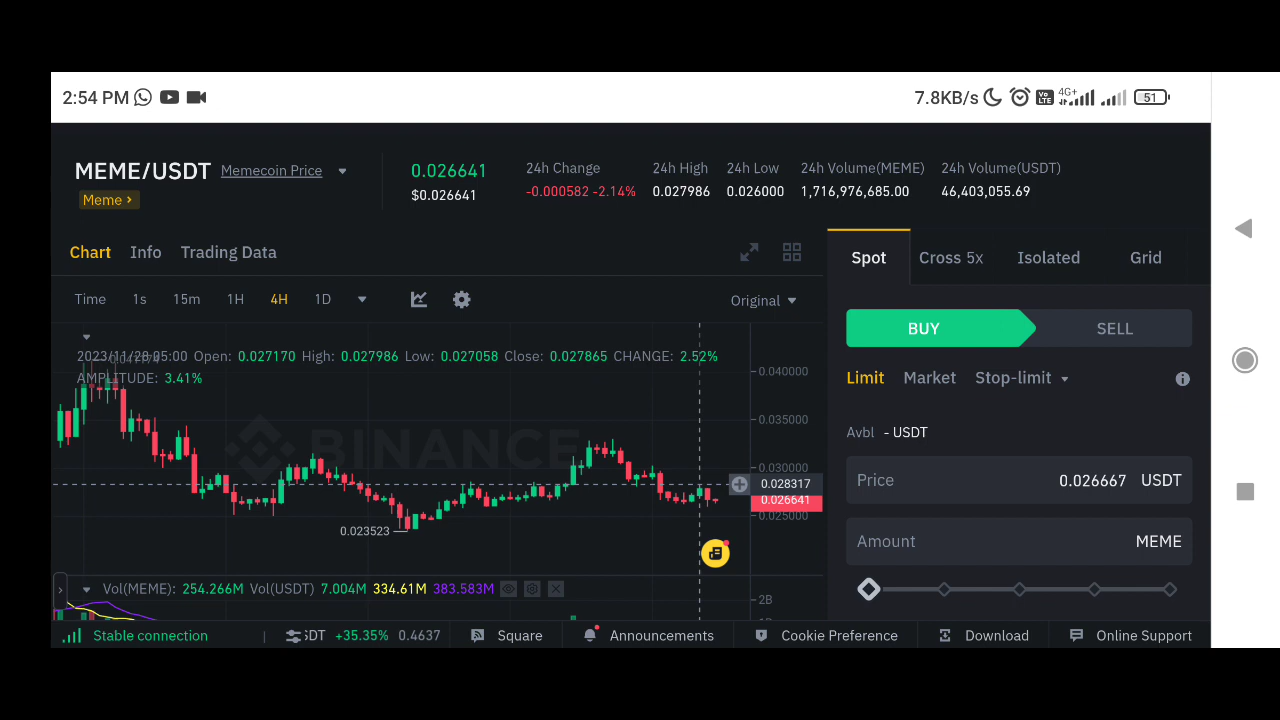 2:54 PM
7.8KB/s Vo LTE 4G+ 51
MEME/USDT Memecoin Price
Meme >
0.026641
$0.026641
24h Change
-0.000582 -2.14%
24h High
0.027986
24h Low
0.026000
24h Volume(MEME)
1,716,976,685.00
24h Volume(USDT)
46,403,055.69
Chart Info Trading Data
Time 1s 15m 1H 4H 1D
Original
2023/11/28 05:00 Open: 0.027170 High: 0.027986 Low: 0.027058 Close: 0.027865 CHANGE: 2.52%
AMPLITUDE: 3.41%
BINANCE
0.040000
0.035000
0.030000
0.028317
0.026641
0.025000
0.023523
Vol(MEME): 254.266M Vol(USDT) 7.004M 334.61M 383.583M
2B
Spot Cross 5x Isolated Grid
BUY SELL
Limit Market Stop-limit
Avbl - USDT
Price 0.026667 USDT
Amount MEME
Stable connection
+35.35% 0.4637
Square
Announcements
Cookie Preference
Download
Online Support